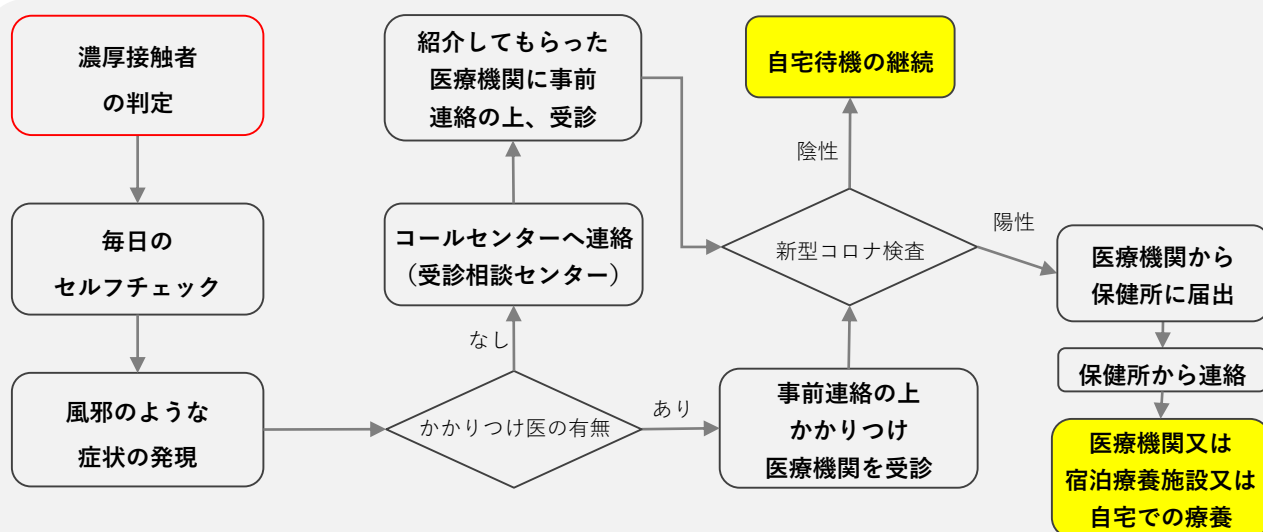 濃厚接触者
の判定
毎日の
セルフチェック
風邪のような
症状の発現
かかりつけ医の有無
なし
コールセンターへ連絡
（受診相談センター）
紹介してもらった
医療機関に事前
連絡の上、受診
あり
事前連絡の上
かかりつけ
医療機関を受診
新型コロナ検査
陰性
自宅待機の継続
陽性
医療機関から
保健所に届出
保健所から連絡
医療機関又は
宿泊療養施設又は
自宅での療養